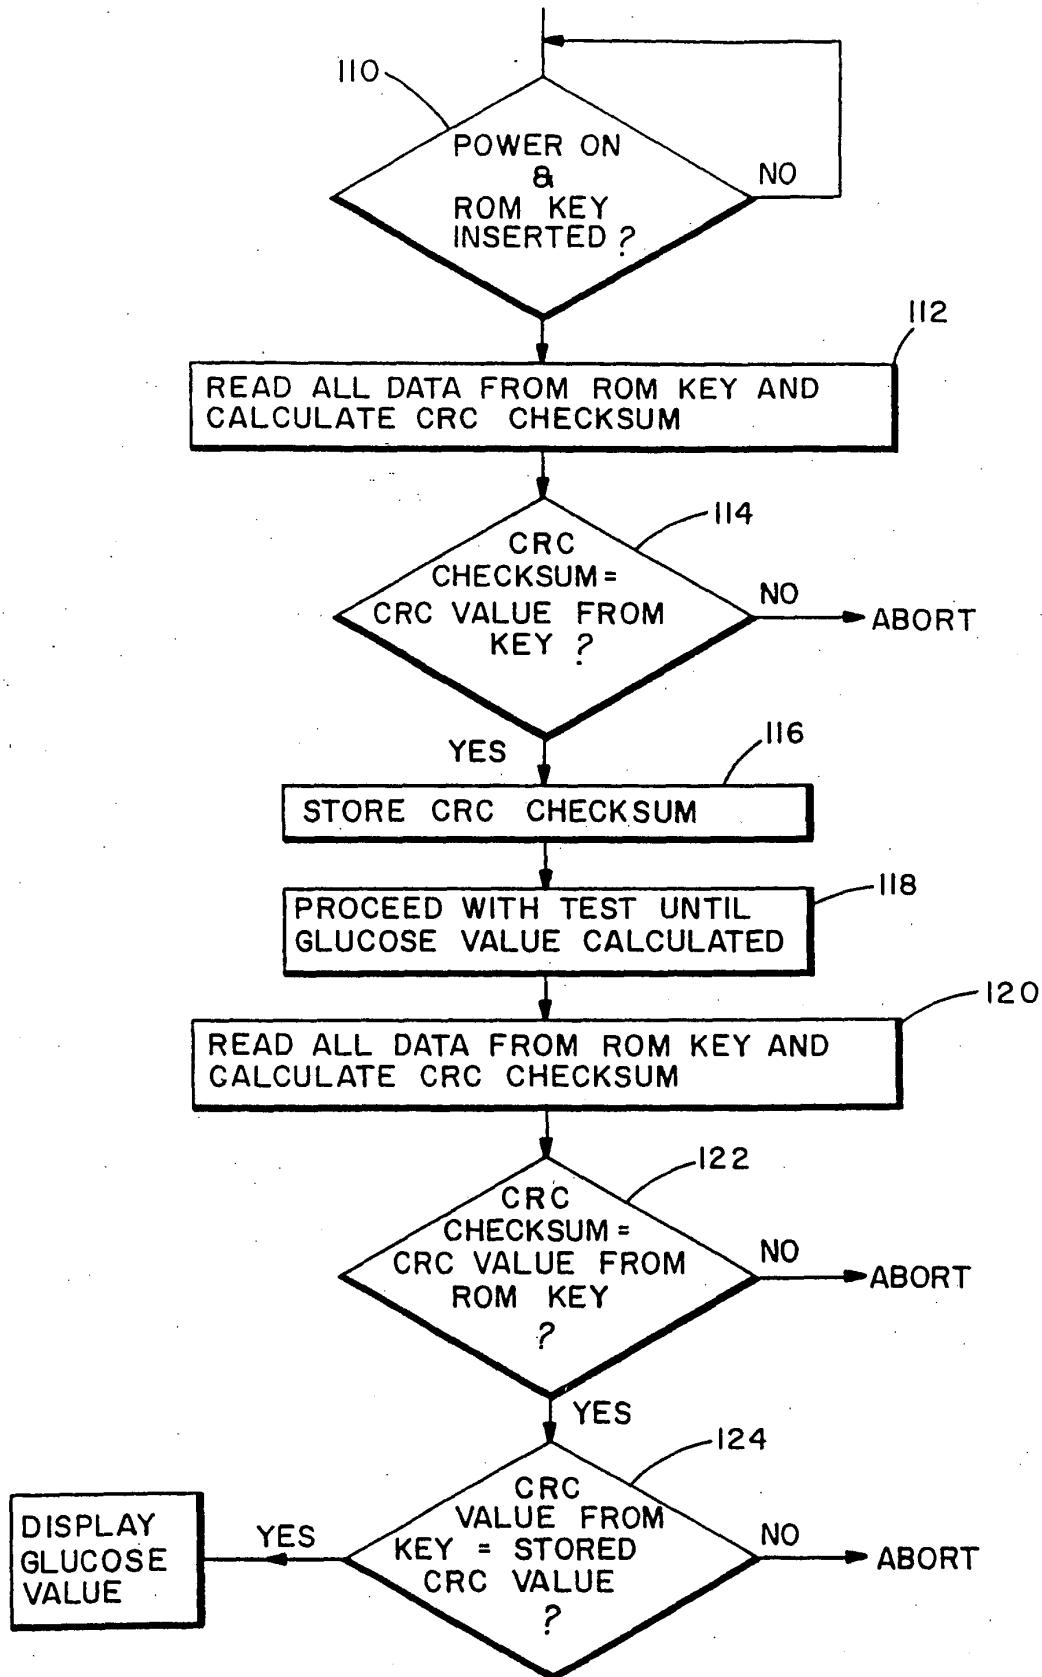 110
POWER ON
&
ROM KEY
INSERTED?
NO
112
READ ALL DATA FROM ROM KEY AND
CALCULATE CRC CHECKSUM
114
CRC
CHECKSUM =
CRC VALUE FROM
KEY ?
NO
ABORT
YES
116
STORE CRC CHECKSUM
118
PROCEED WITH TEST UNTIL
GLUCOSE VALUE CALCULATED
120
READ ALL DATA FROM ROM KEY AND
CALCULATE CRC CHECKSUM
122
CRC
CHECKSUM =
CRC VALUE FROM
ROM KEY
?
NO
ABORT
YES
124
CRC
VALUE FROM
KEY = STORED
CRC VALUE
?
NO
ABORT
YES
DISPLAY
GLUCOSE
VALUE